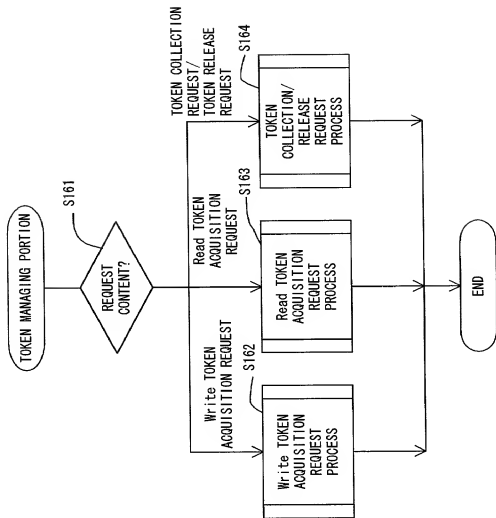 TOKEN MANAGING PORTION
S161
REQUEST
CONTENT?
Write TOKEN
ACQUISITION REQUEST
S162
Write TOKEN
ACQUISITION
REQUEST
PROCESS
Read TOKEN
ACQUISITION
REQUEST
S163
Read TOKEN
ACQUISITION
REQUEST
PROCESS
TOKEN COLLECTION
REQUEST/
TOKEN RELEASE
REQUEST
S164
TOKEN
COLLECTION/
RELEASE
REQUEST
PROCESS
END